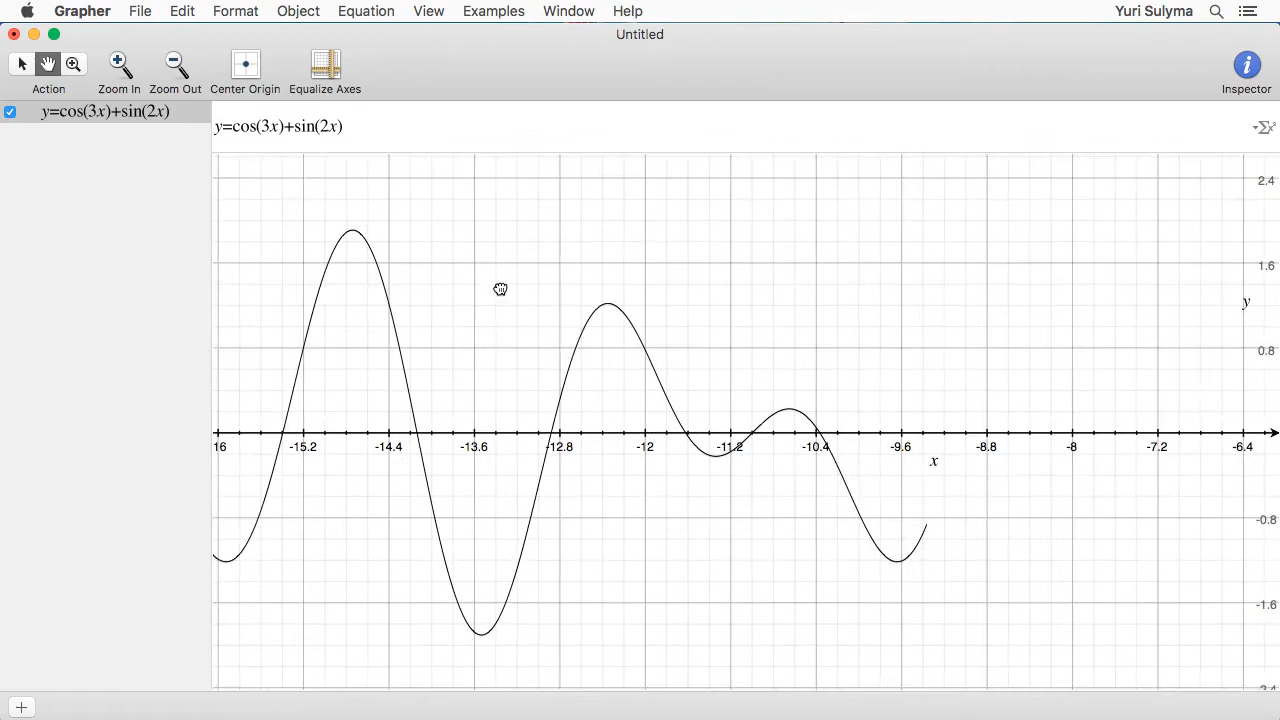 Grapher File Edit Format Object Equation View Examples Window Help Yuri Sulyma
Untitled
Action Zoom In Zoom Out Center Origin Equalize Axes Inspector
y=cos(3x)+sin(2x)
y=cos(3x)+sin(2x)
Σx²
2.4
1.6
y
0.8
16 -15.2 -14.4 -13.6 -12.8 -12 -11.2 -10.4 -9.6 -8.8 -8 -7.2 -6.4
x
-0.8
-1.6
-2.4